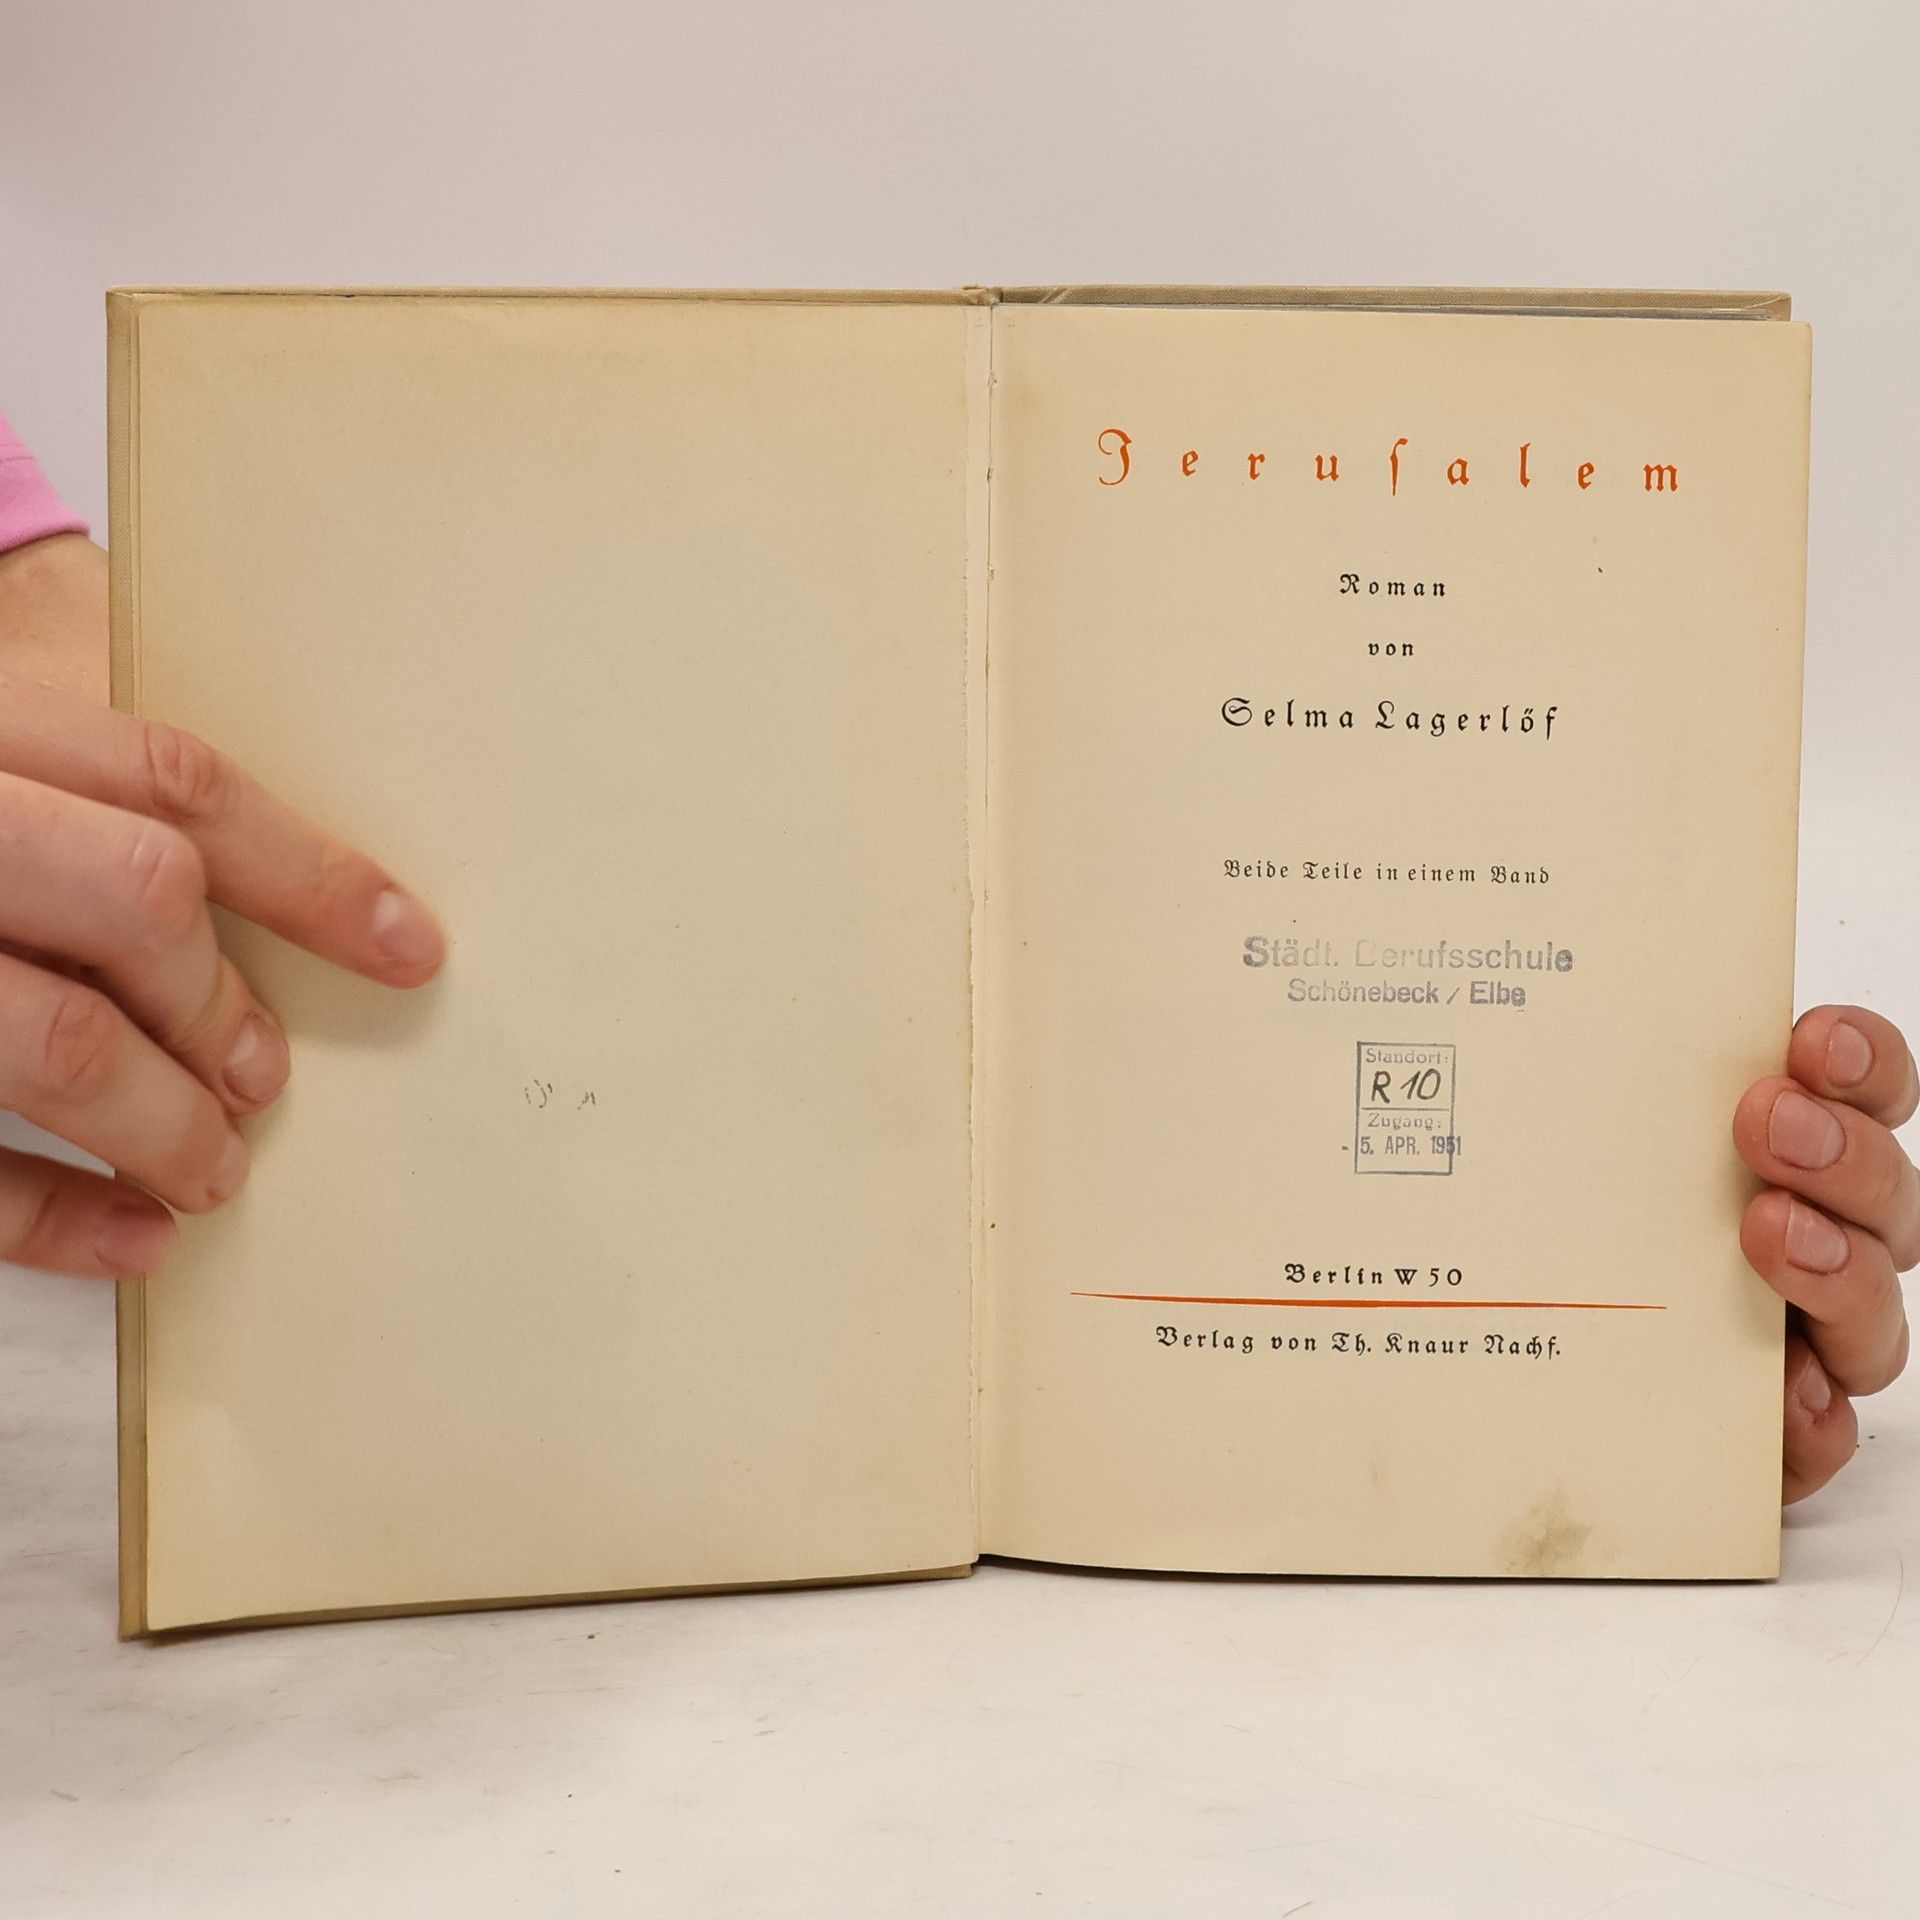 Jeruſalem
Roman
von
Selma Lagerlöf
Beide Teile in einem Band
Städt. Berufsschule
Schönebeck / Elbe
Standort:
R 10
Zugang:
- 5. APR. 1951
Berlin W 50
Verlag von Th. Knaur Nachf.